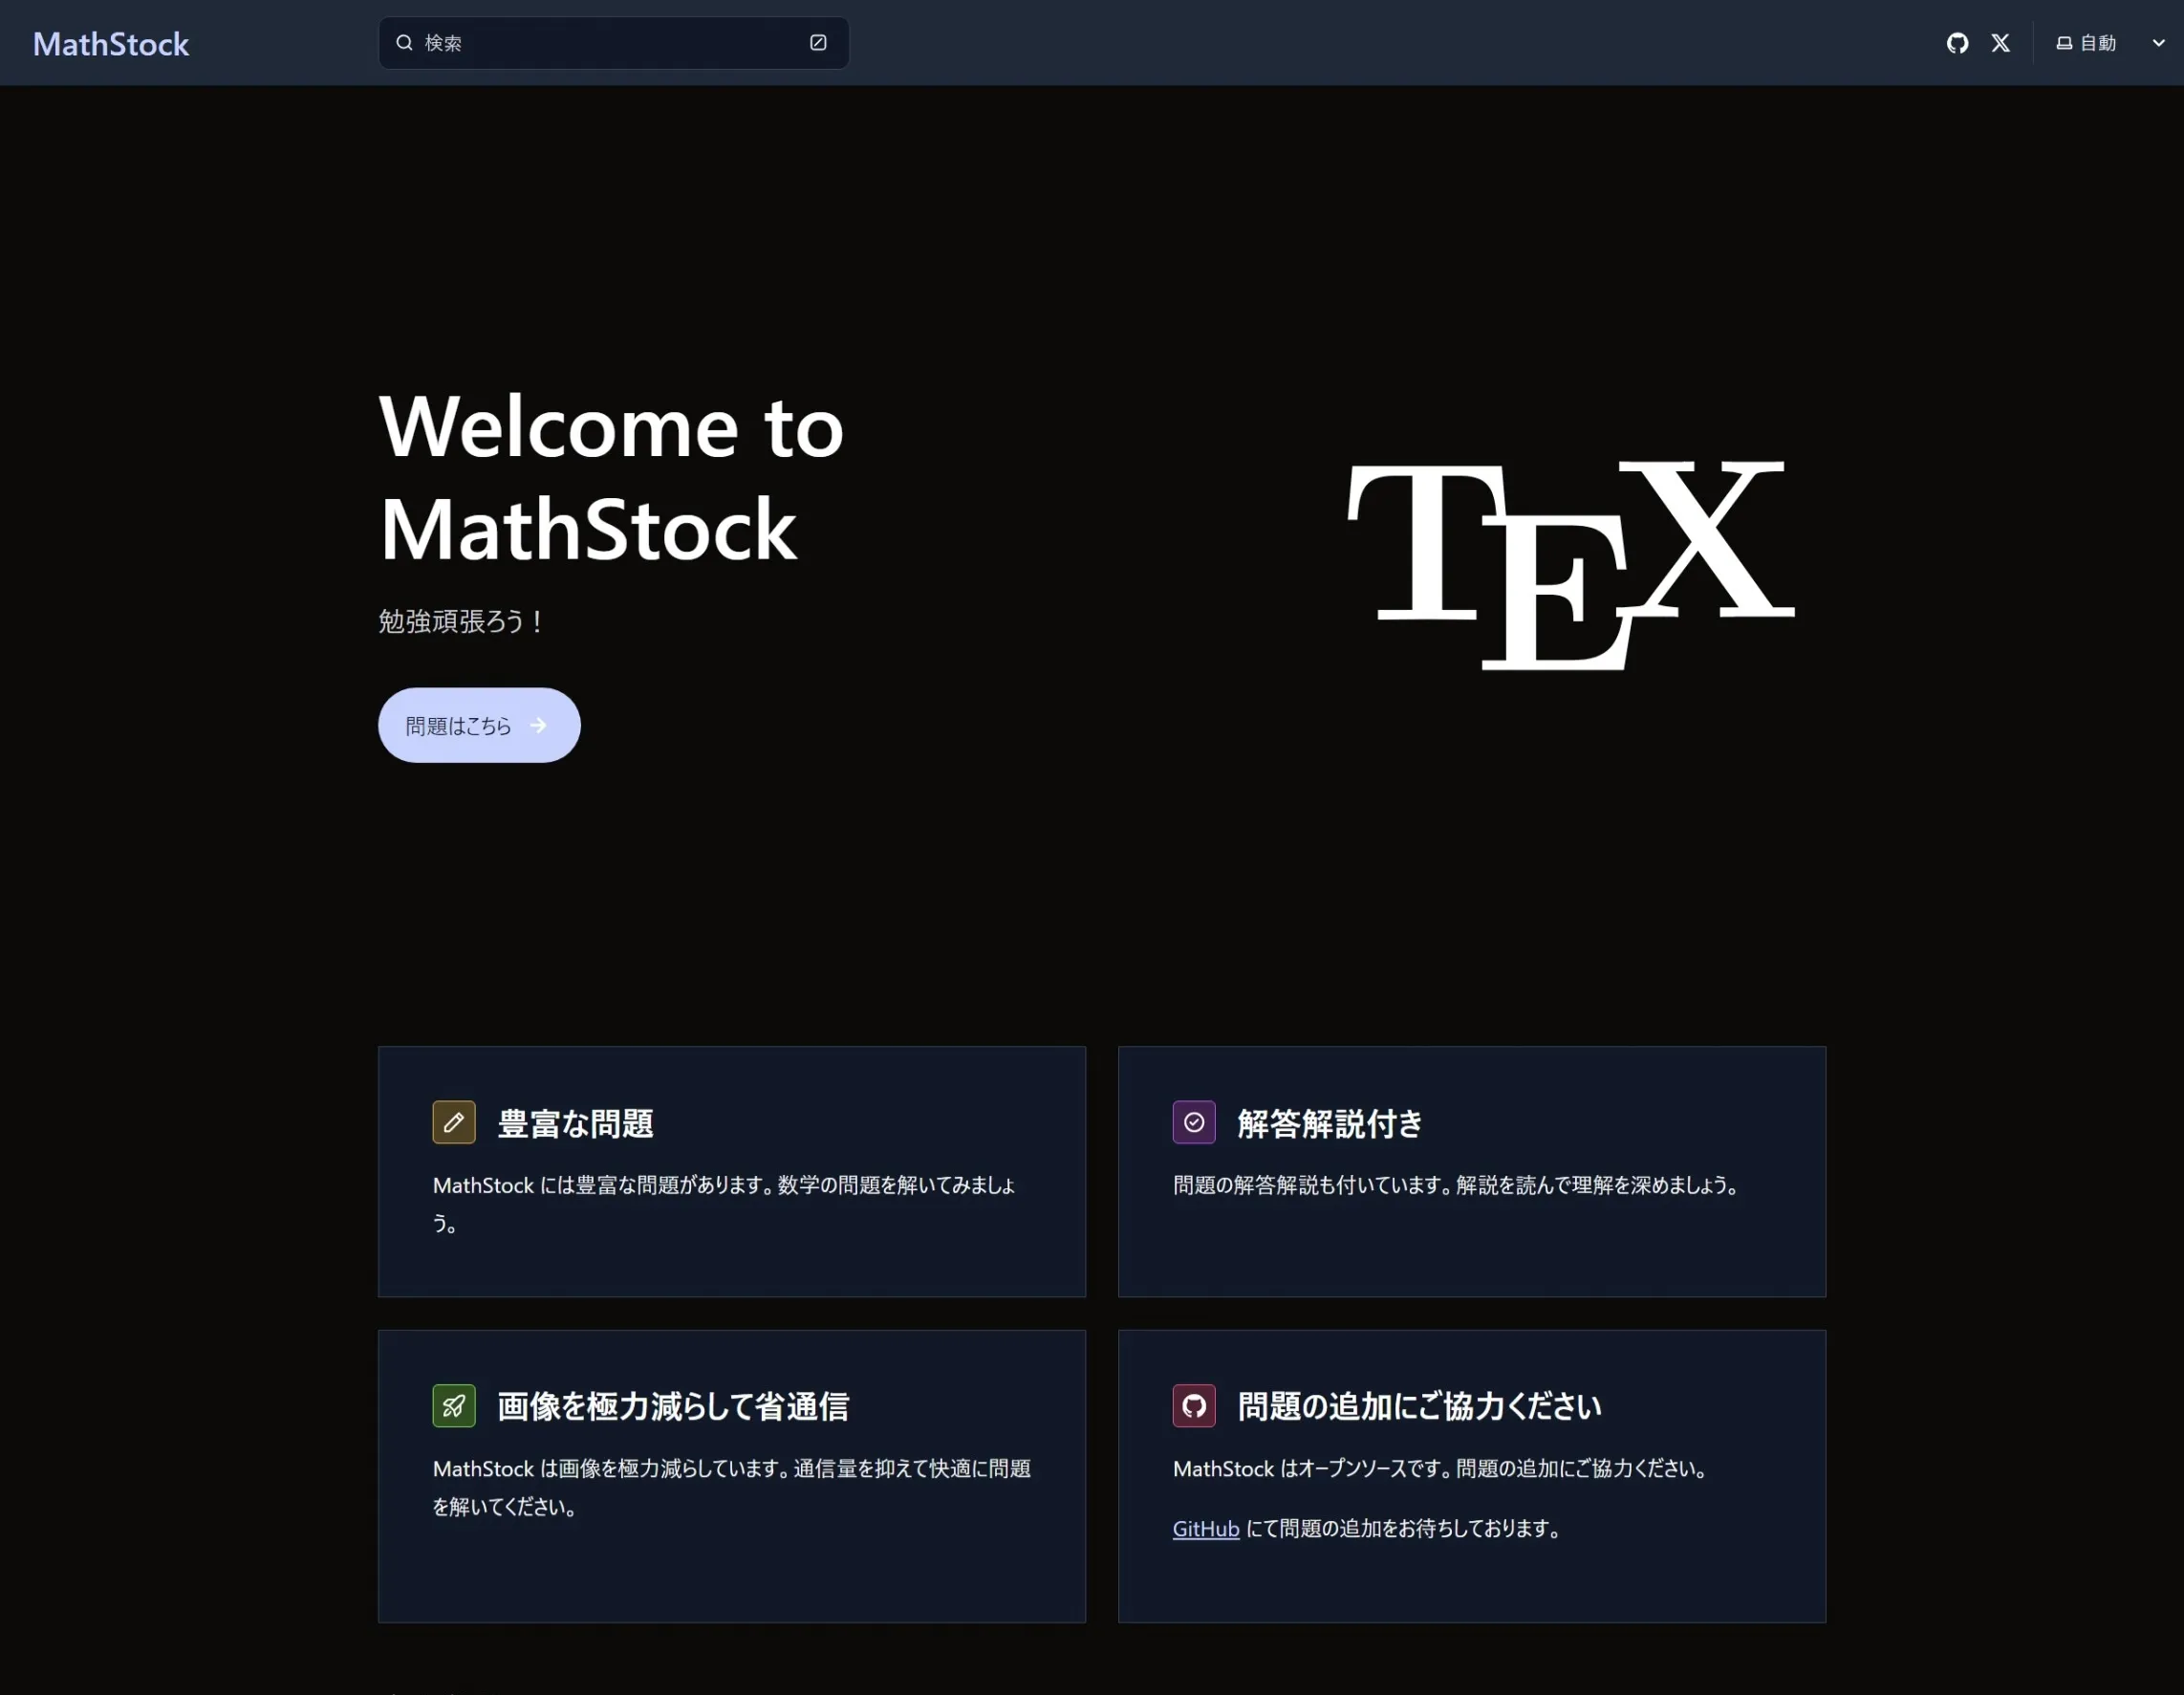 MathStock
検索
自動
Welcome to
MathStock
勉強頑張ろう！
問題はこちら
TEX
豊富な問題
MathStock には豊富な問題があります。数学の問題を解いてみましょ
う。
解答解説付き
問題の解答解説も付いています。解説を読んで理解を深めましょう。
画像を極力減らして省通信
MathStock は画像を極力減らしています。通信量を抑えて快適に問題
を解いてください。
問題の追加にご協力ください
MathStock はオープンソースです。問題の追加にご協力ください。
GitHub にて問題の追加をお待ちしております。